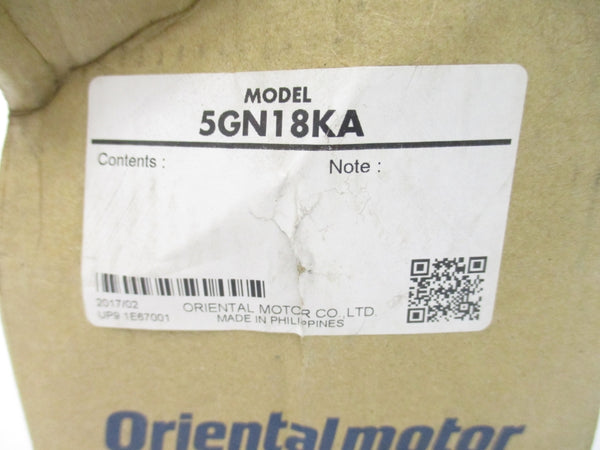 MODEL
5GN18KA
Contents :
Note :
2017/02
UP9 1E67001
ORIENTAL MOTOR CO.,LTD.
MADE IN PHILIPPINES
Orientalmotor